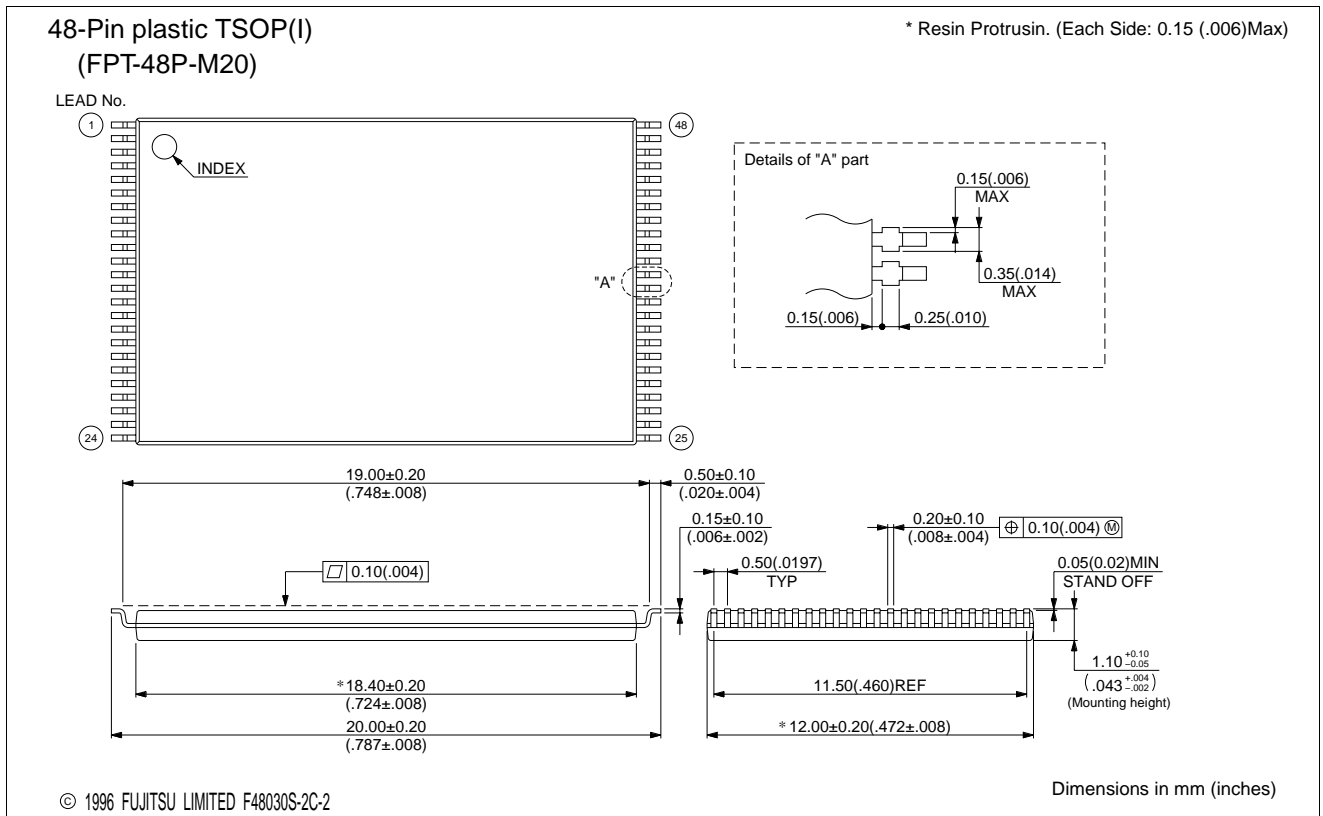 48-Pin plastic TSOP(I)
(FPT-48P-M20)
* Resin Protrusin. (Each Side: 0.15 (.006)Max)
LEAD No.
1
48
INDEX
"A"
24
25
Details of "A" part
0.15(.006)
MAX
0.35(.014)
MAX
0.15(.006)
0.25(.010)
19.00±0.20
(.748±.008)
0.50±0.10
(.020±.004)
0.15±0.10
(.006±.002)
0.10(.004)
*18.40±0.20
(.724±.008)
20.00±0.20
(.787±.008)
0.20±0.10
(.008±.004)
⌖ 0.10(.004) Ⓜ
0.50(.0197)
TYP
0.05(0.02)MIN
STAND OFF
11.50(.460)REF
*12.00±0.20(.472±.008)
1.10 +0.10 -0.05
(.043 +.004 -.002)
(Mounting height)
© 1996 FUJITSU LIMITED F48030S-2C-2
Dimensions in mm (inches)